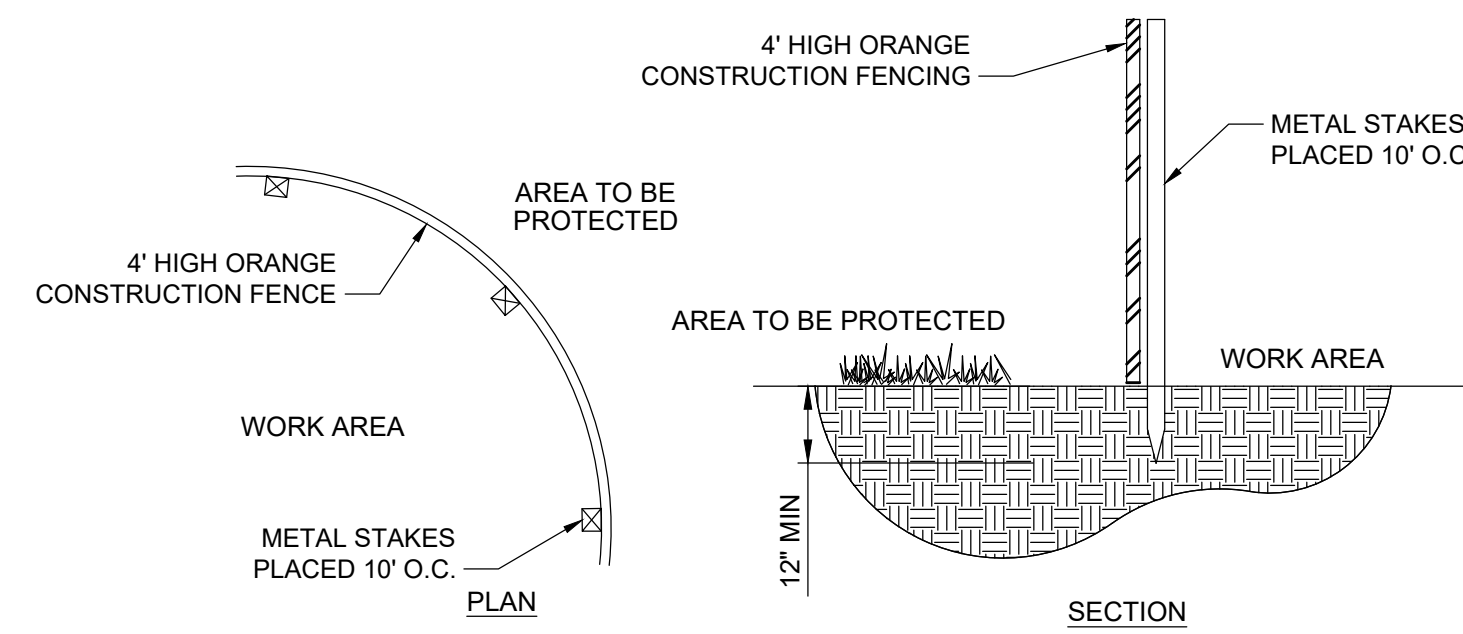 4' HIGH ORANGE
CONSTRUCTION FENCE
AREA TO BE
PROTECTED
WORK AREA
METAL STAKES
PLACED 10' O.C.
PLAN
4' HIGH ORANGE
CONSTRUCTION FENCING
METAL STAKES
PLACED 10' O.C
AREA TO BE PROTECTED
WORK AREA
12" MIN
SECTION